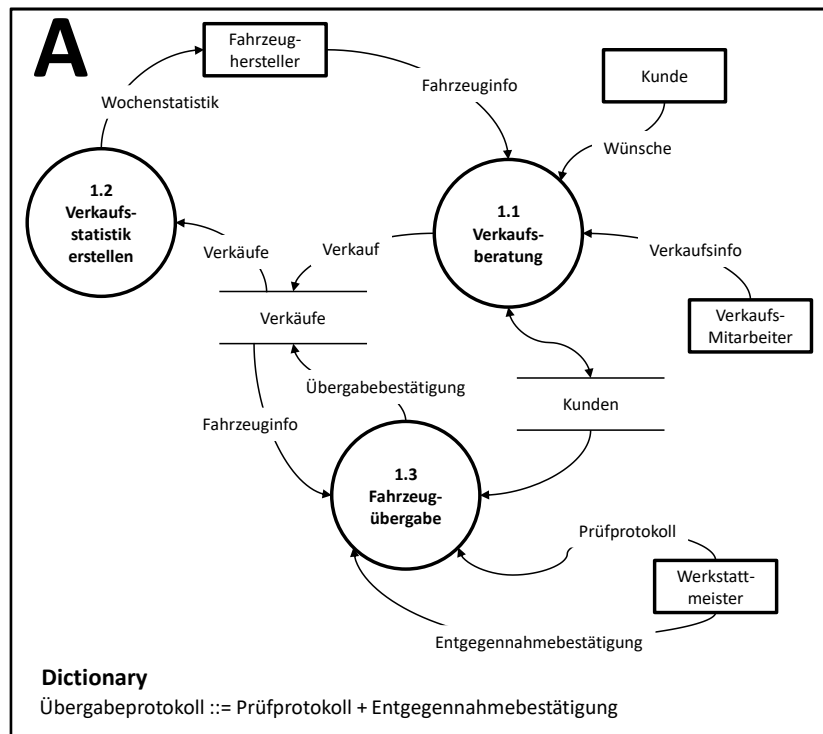 A
Fahrzeug-
hersteller
Kunde
Wochenstatistik
Fahrzeuginfo
Wünsche
1.2
Verkaufs-
statistik
erstellen
1.1
Verkaufs-
beratung
Verkäufe
Verkauf
Verkaufsinfo
Verkäufe
Verkaufs-
Mitarbeiter
Übergabebestätigung
Kunden
Fahrzeuginfo
1.3
Fahrzeug-
übergabe
Prüfprotokoll
Werkstatt-
meister
Entgegennahmebestätigung
Dictionary
Übergabeprotokoll ::= Prüfprotokoll + Entgegennahmebestätigung